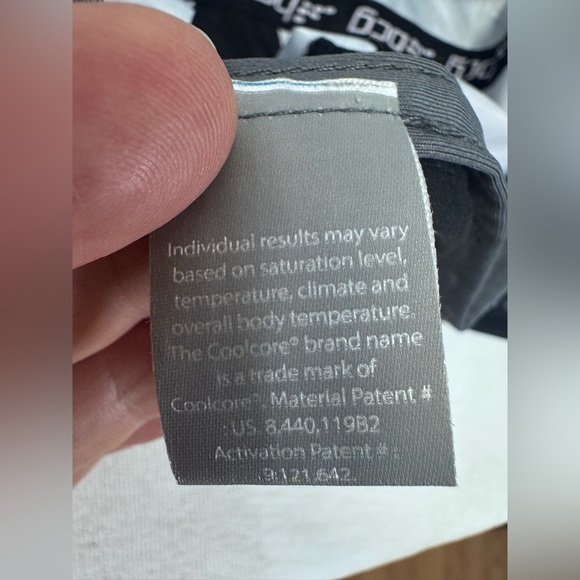 Individual results may vary
based on saturation level,
temperature, climate and
overall body temperature.
The Coolcore® brand name
is a trade mark of
Coolcore®. Material Patent #
: US. 8,440,119B2
Activation Patent # :
9,121,642.